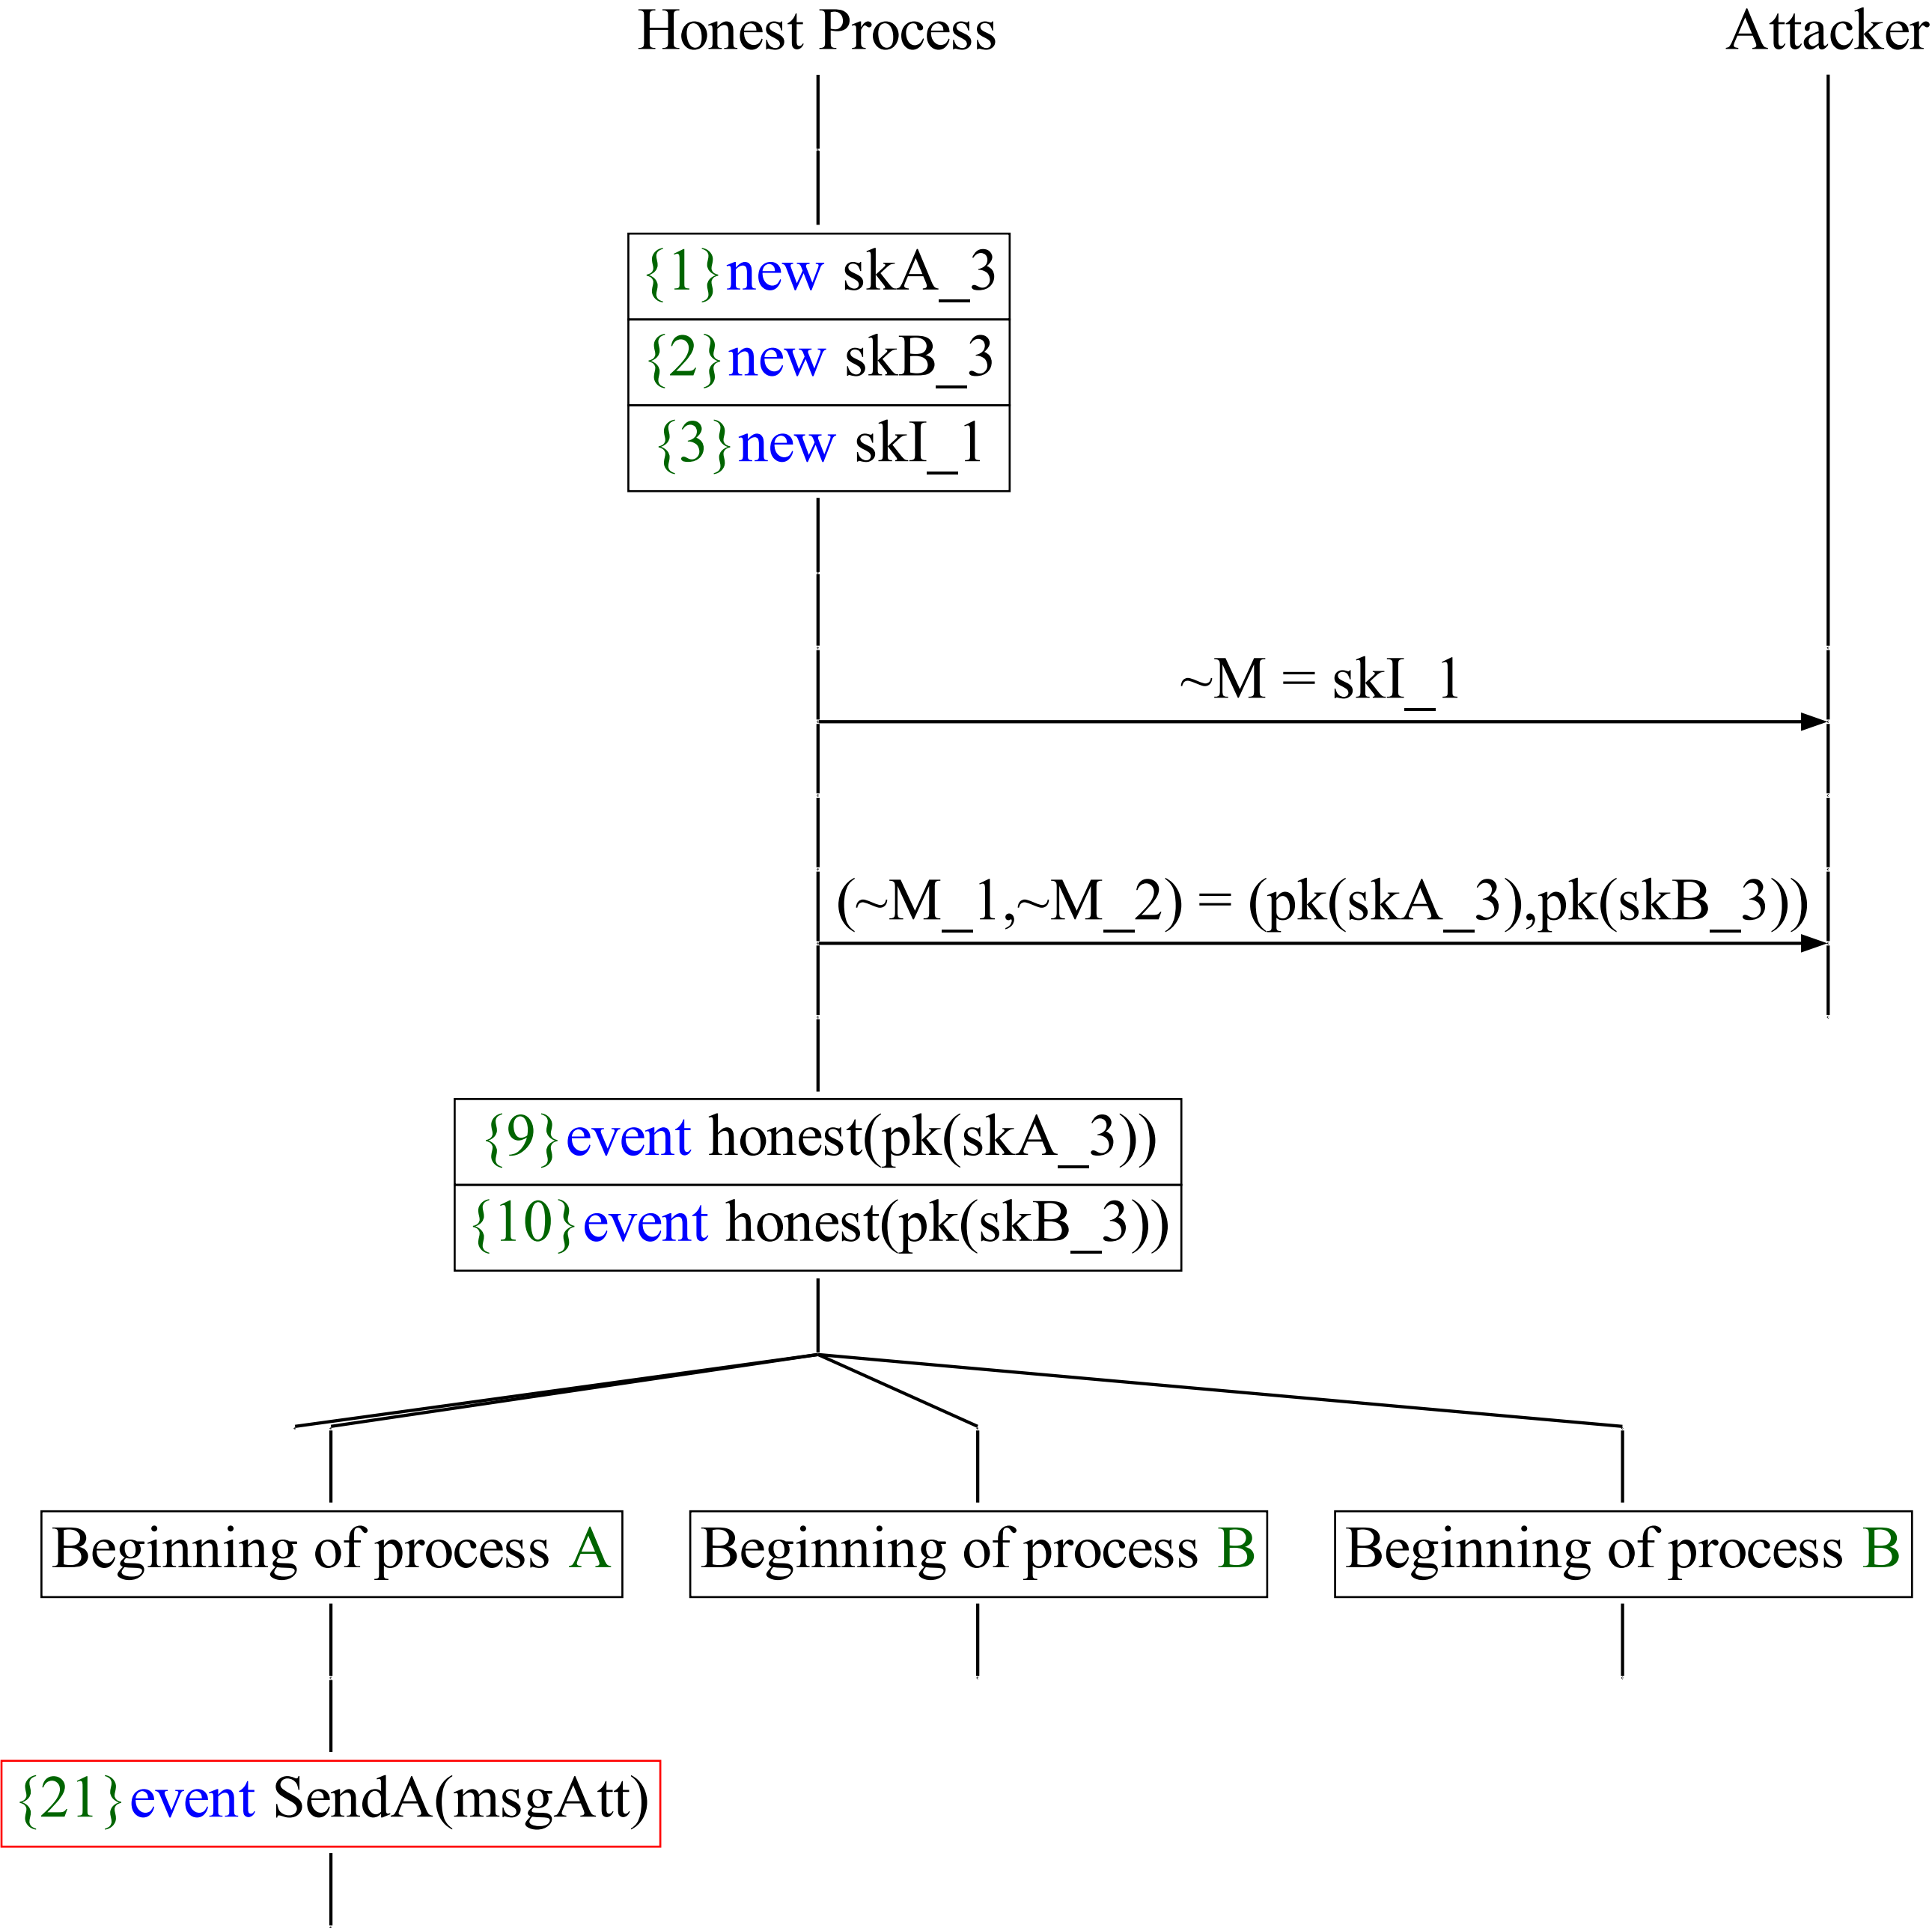 Honest Process
Attacker
{1}new skA_3
{2}new skB_3
{3}new skI_1
~M = skI_1
(~M_1,~M_2) = (pk(skA_3),pk(skB_3))
{9}event honest(pk(skA_3))
{10}event honest(pk(skB_3))
Beginning of process A
Beginning of process B
Beginning of process B
{21}event SendA(msgAtt)